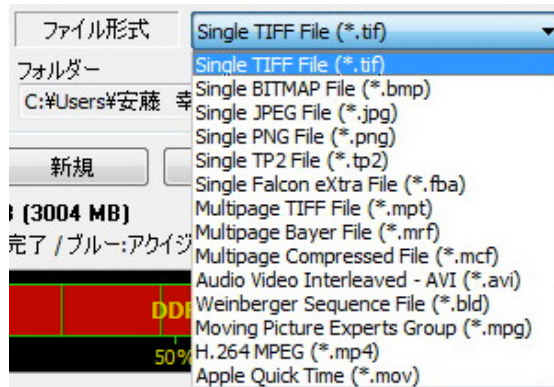 ファイル形式
Single TIFF File (*.tif)
Single TIFF File (*.tif)
フォルダー
Single BITMAP File (*.bmp)
C:¥Users¥安藤 幸
Single JPEG File (*.jpg)
Single PNG File (*.png)
Single TP2 File (*.tp2)
新規
Single Falcon eXtra File (*.fba)
Multipage TIFF File (*.mpt)
(3004 MB)
Multipage Bayer File (*.mrf)
完了 / ブルー:アクイジ
Multipage Compressed File (*.mcf)
Audio Video Interleaved - AVI (*.avi)
Weinberger Sequence File (*.bld)
Moving Picture Experts Group (*.mpg)
50%
H.264 MPEG (*.mp4)
Apple Quick Time (*.mov)